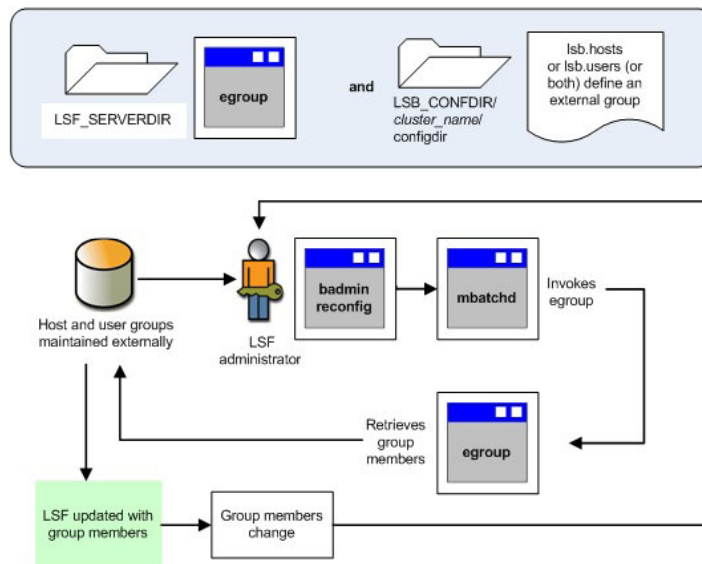 LSF_SERVERDIR
egroup
and
LSB_CONFDIR/
cluster_name/
configdir
lsb.hosts
or lsb.users (or
both) define an
external group
Host and user groups
maintained externally
LSF
administrator
badmin
reconfig
mbatchd
Invokes
egroup
Retrieves
group
members
egroup
LSF updated with
group members
Group members
change